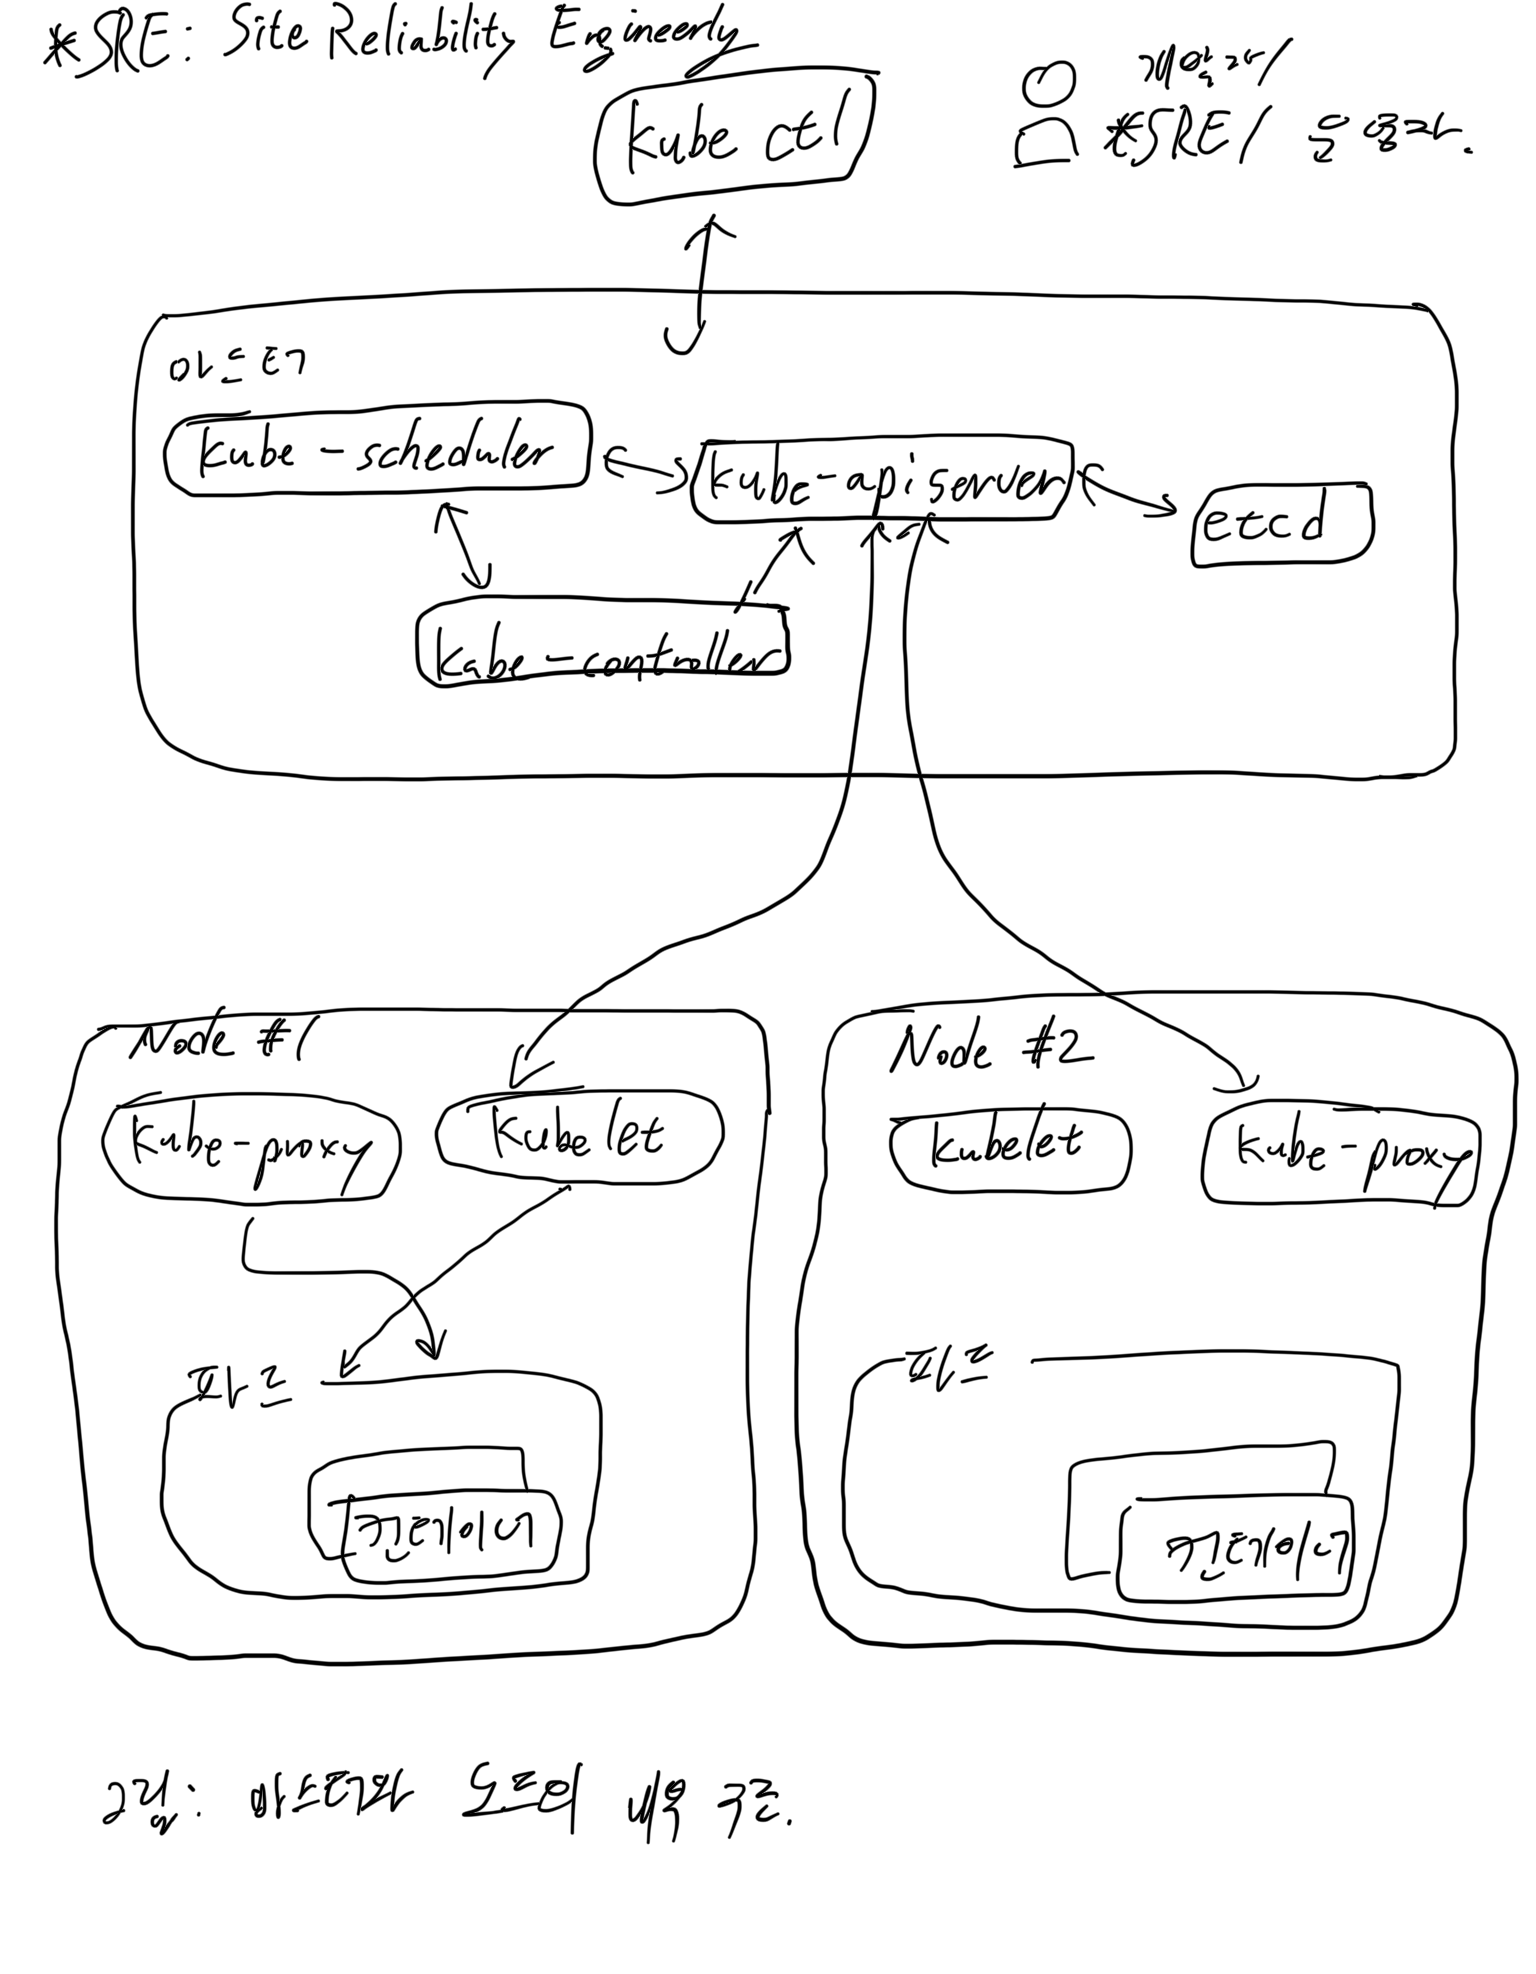 *SRE: Site Reliability Engineerly
개발자/
*SRE/ 운영자.
kube ctl
마스터
kube-scheduler
kube-apiserver
etcd
kube-controller
Node #1
Kube-proxy
Kubelet
파드
컨테이너
Node #2
kubelet
Kube-proxy
파드
컨테이너
그림: 마스터와 노드의 내부 구조.